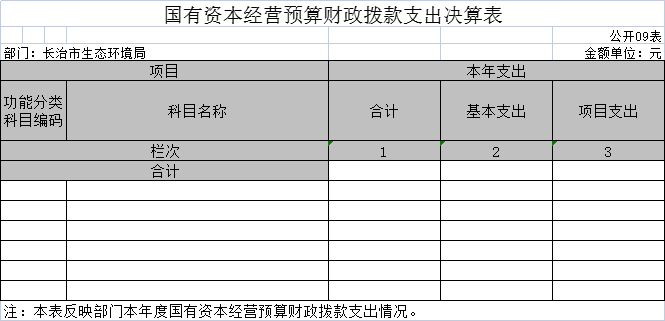 国有资本经营预算财政拨款支出决算表
公开09表
部门：长治市生态环境局 金额单位：元
项目 本年支出
功能分类科目编码 科目名称 合计 基本支出 项目支出
栏次 1 2 3
合计
注：本表反映部门本年度国有资本经营预算财政拨款支出情况。